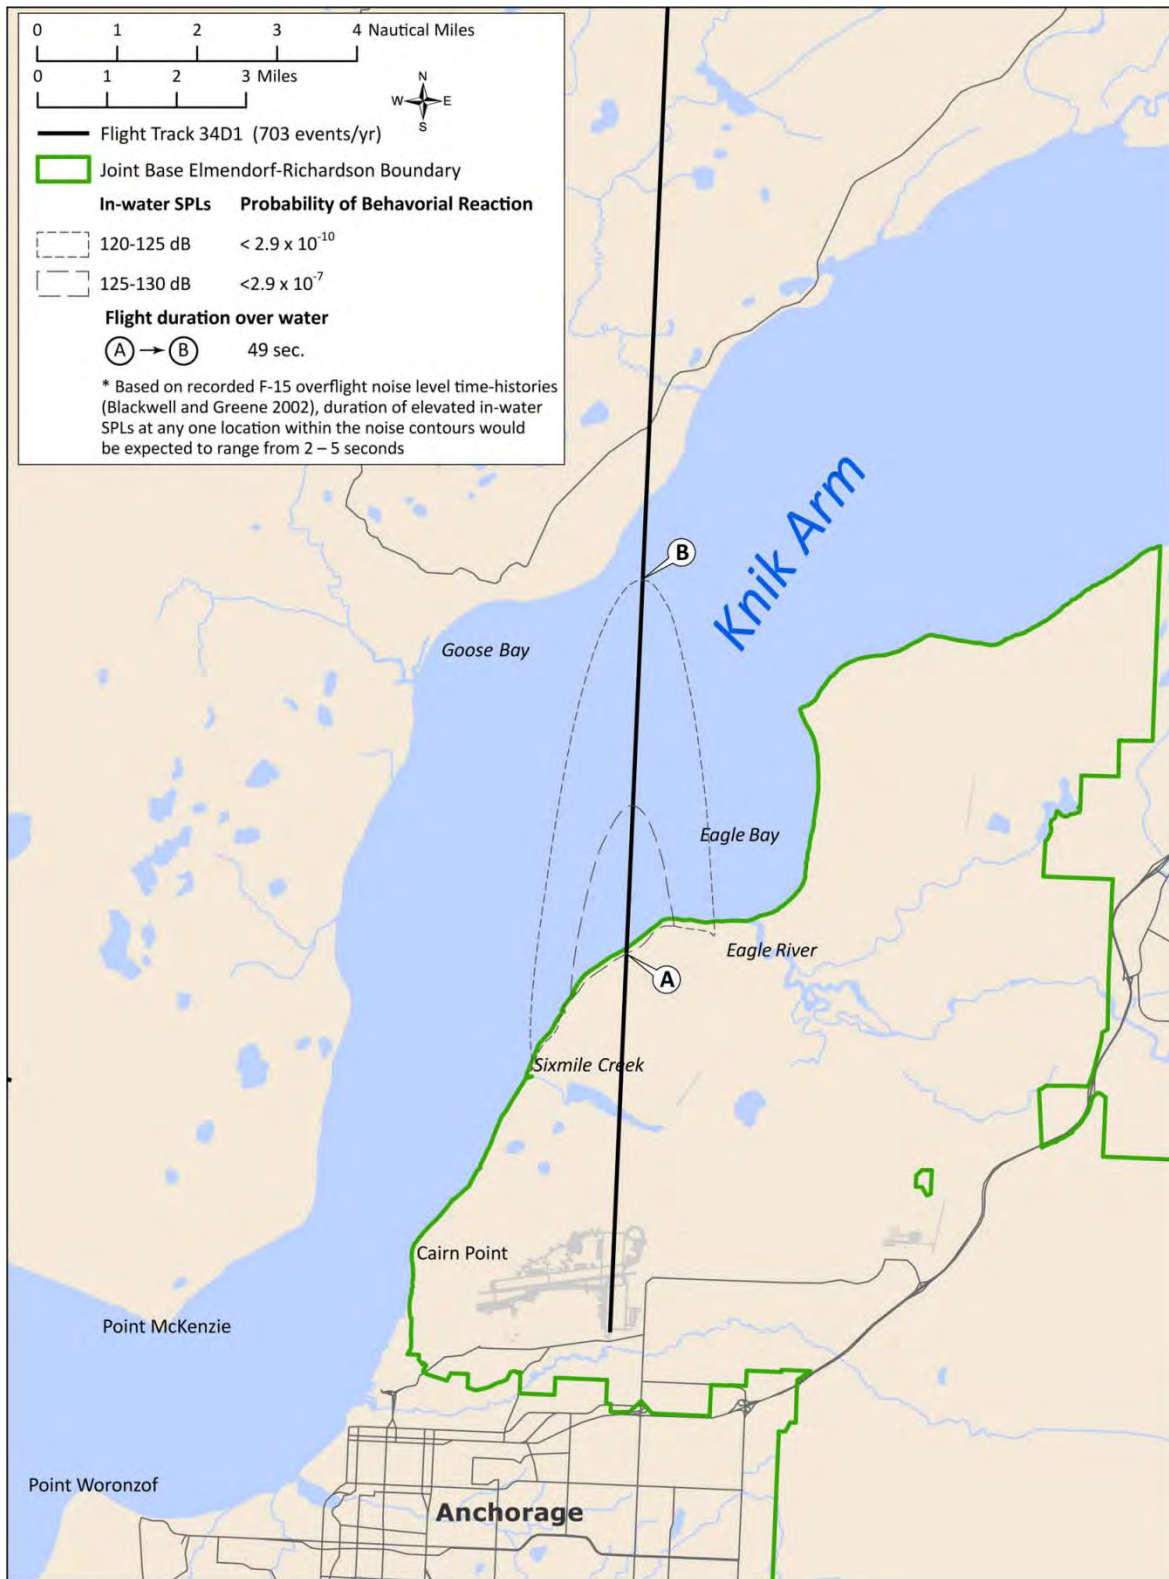 0 1 2 3 4 Nautical Miles
0 1 2 3 Miles
N
W E
S
Flight Track 34D1 (703 events/yr)
Joint Base Elmendorf-Richardson Boundary
In-water SPLs Probability of Behavorial Reaction
120-125 dB < 2.9 x 10⁻¹⁰
125-130 dB <2.9 x 10⁻⁷
Flight duration over water
A → B 49 sec.
* Based on recorded F-15 overflight noise level time-histories
(Blackwell and Greene 2002), duration of elevated in-water
SPLs at any one location within the noise contours would
be expected to range from 2 – 5 seconds
Knik Arm
B
Goose Bay
Eagle Bay
Eagle River
A
Sixmile Creek
Cairn Point
Point McKenzie
Point Woronzof
Anchorage